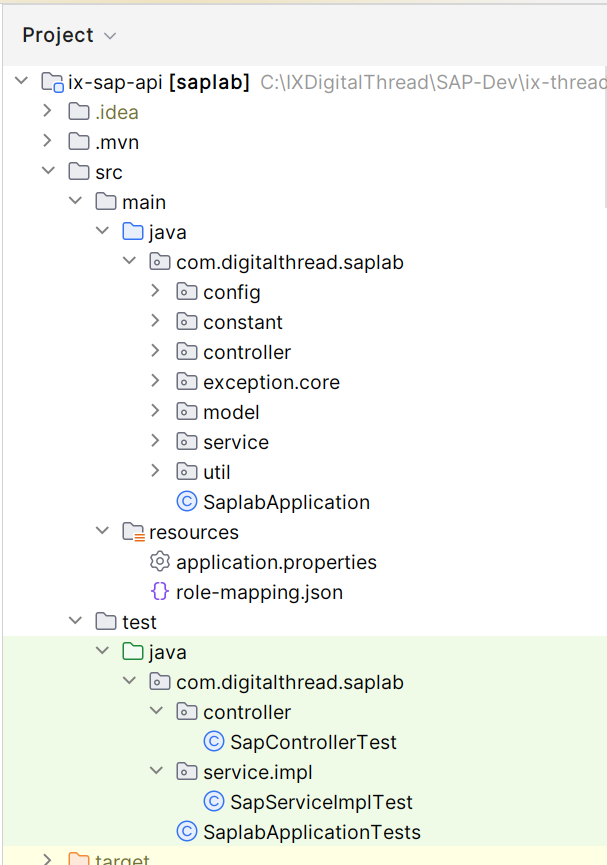 Project
ix-sap-api [saplab] C:\IXDigitalThread\SAP-Dev\ix-thread
.idea
.mvn
src
main
java
com.digitalthread.saplab
config
constant
controller
exception.core
model
service
util
SaplabApplication
resources
application.properties
role-mapping.json
test
java
com.digitalthread.saplab
controller
SapControllerTest
service.impl
SapServiceImplTest
SaplabApplicationTests
target